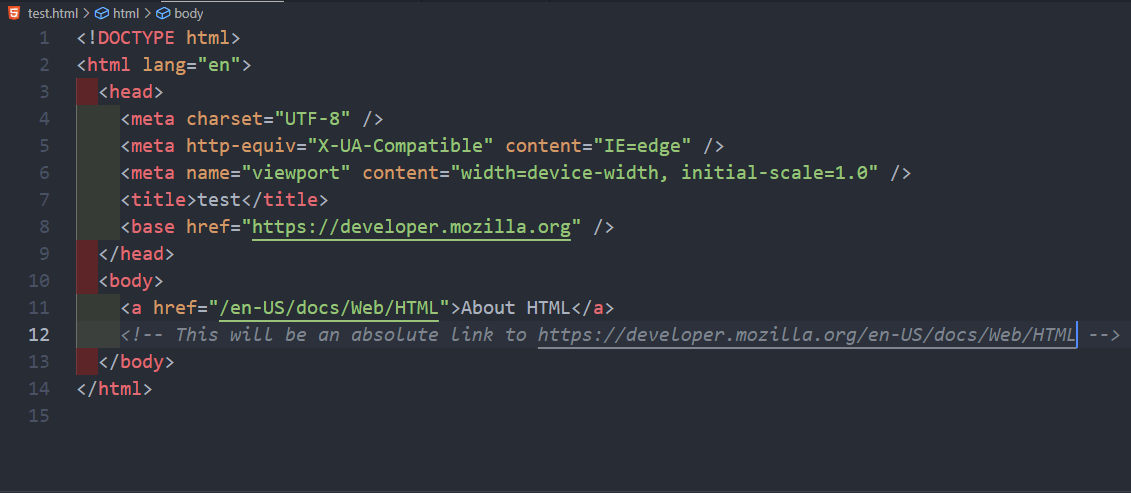 test.html > html > body
1 <!DOCTYPE html>
2 <html lang="en">
3 <head>
4 <meta charset="UTF-8" />
5 <meta http-equiv="X-UA-Compatible" content="IE=edge" />
6 <meta name="viewport" content="width=device-width, initial-scale=1.0" />
7 <title>test</title>
8 <base href="https://developer.mozilla.org" />
9 </head>
10 <body>
11 <a href="/en-US/docs/Web/HTML">About HTML</a>
12 <!-- This will be an absolute link to https://developer.mozilla.org/en-US/docs/Web/HTML -->
13 </body>
14 </html>
15